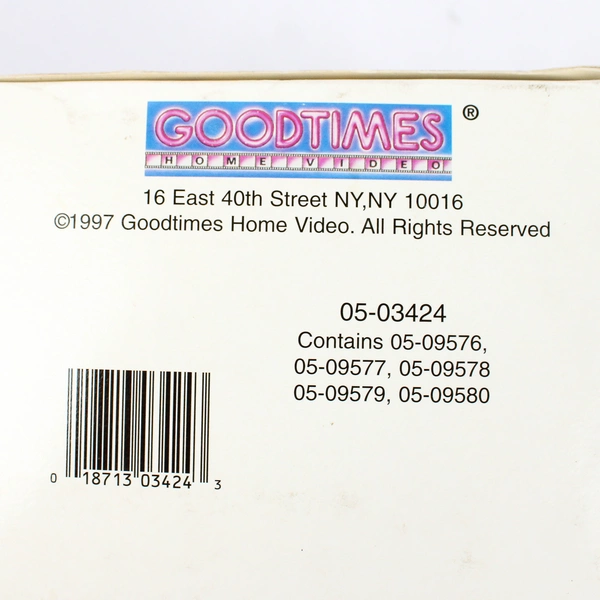 GOODTIMES ®
HOME VIDEO
16 East 40th Street NY,NY 10016
©1997 Goodtimes Home Video. All Rights Reserved
05-03424
Contains 05-09576,
05-09577, 05-09578
05-09579, 05-09580
0 18713 03424 3